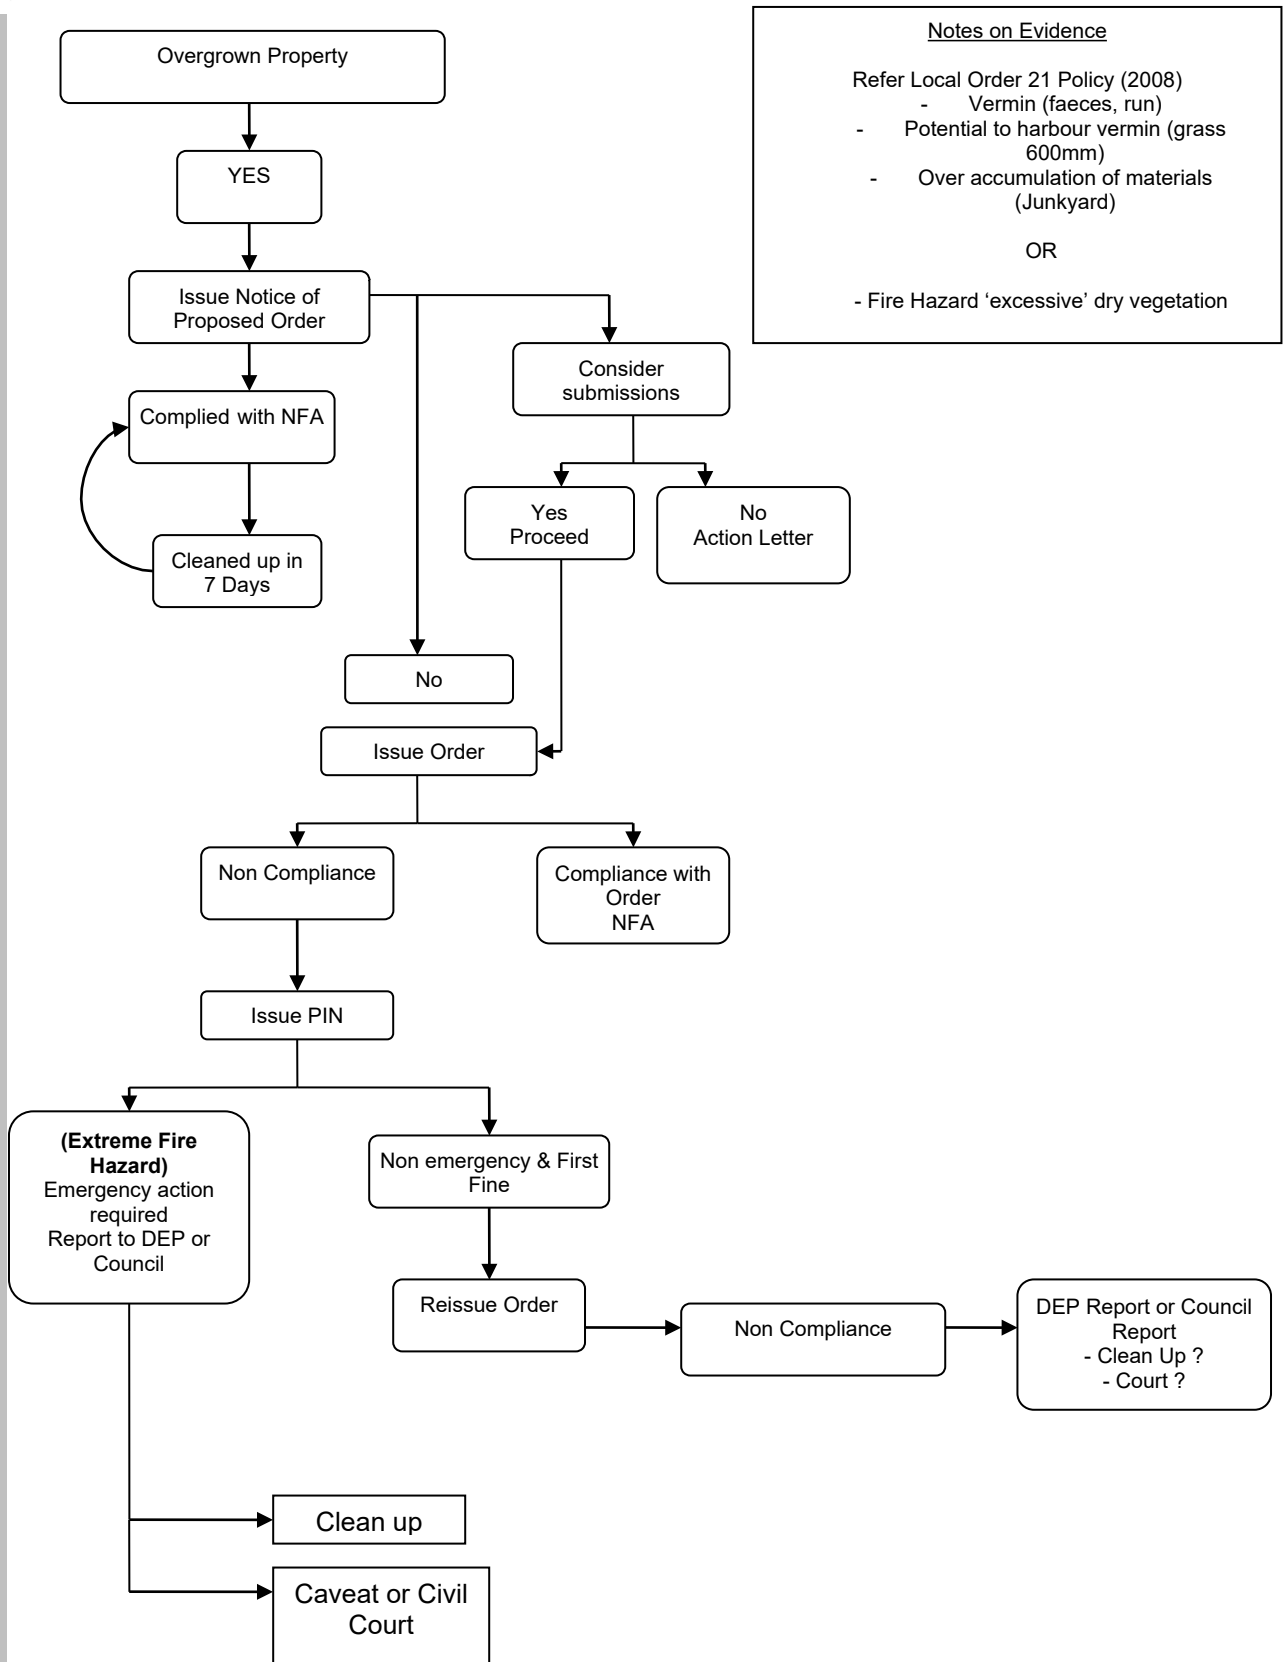 Overgrown Property
Notes on Evidence
Refer Local Order 21 Policy (2008)
- Vermin (faeces, run)
- Potential to harbour vermin (grass
600mm)
- Over accumulation of materials
(Junkyard)
OR
- Fire Hazard ‘excessive’ dry vegetation
YES
Issue Notice of
Proposed Order
Consider
submissions
Complied with NFA
Yes
Proceed
No
Action Letter
Cleaned up in
7 Days
No
Issue Order
Non Compliance
Compliance with
Order
NFA
Issue PIN
(Extreme Fire
Hazard)
Emergency action
required
Report to DEP or
Council
Non emergency & First
Fine
Reissue Order
Non Compliance
DEP Report or Council
Report
- Clean Up ?
- Court ?
Clean up
Caveat or Civil
Court